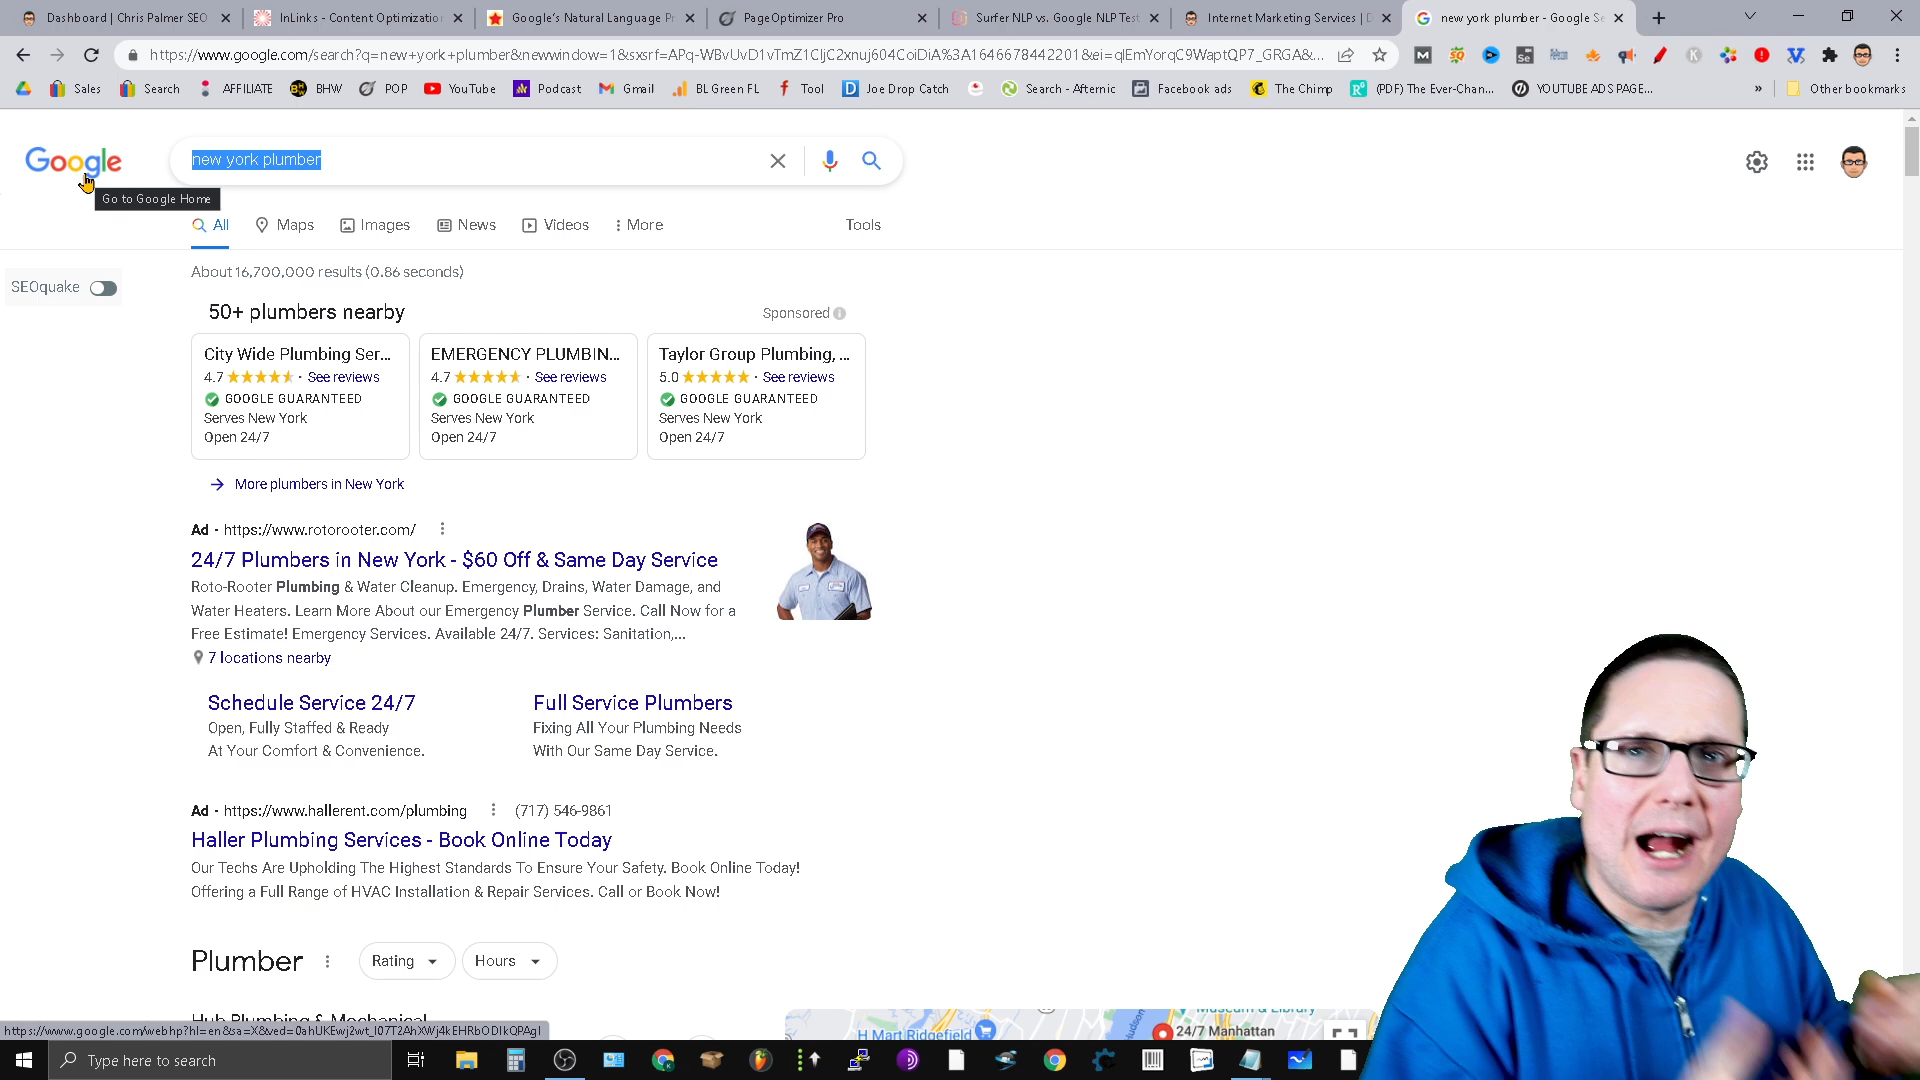 Dashboard | Chris Palmer SEO
InLinks - Content Optimizatio
Google's Natural Language P
PageOptimizer Pro
Surfer NLP vs. Google NLP Test
Internet Marketing Services | D
new york plumber - Google Se
https://www.google.com/search?q=new+york+plumber&newwindow=1&sxsrf=APq-WBvUvD1vTmZ1CljC2xnuj604CoiDiA%3A1646678442201&ei=qlEmYorqC9WaptQP7_GRGA&...
Sales
Search
AFFILIATE
BHW
POP
YouTube
Podcast
Gmail
BL Green FL
Tool
Joe Drop Catch
Search - Afternic
Facebook ads
The Chimp
(PDF) The Ever-Chan...
YOUTUBE ADS PAGE...
»
Other bookmarks
Google
new york plumber
Go to Google Home
All
Maps
Images
News
Videos
More
Tools
About 16,700,000 results (0.86 seconds)
SEOquake
50+ plumbers nearby
Sponsored
City Wide Plumbing Ser...
4.7 · See reviews
GOOGLE GUARANTEED
Serves New York
Open 24/7
EMERGENCY PLUMBIN...
4.7 · See reviews
GOOGLE GUARANTEED
Serves New York
Open 24/7
Taylor Group Plumbing, ...
5.0 · See reviews
GOOGLE GUARANTEED
Serves New York
Open 24/7
More plumbers in New York
Ad · https://www.rotorooter.com/
24/7 Plumbers in New York - $60 Off & Same Day Service
Roto-Rooter Plumbing & Water Cleanup. Emergency, Drains, Water Damage, and
Water Heaters. Learn More About our Emergency Plumber Service. Call Now for a
Free Estimate! Emergency Services. Available 24/7. Services: Sanitation,...
7 locations nearby
Schedule Service 24/7
Open, Fully Staffed & Ready
At Your Comfort & Convenience.
Full Service Plumbers
Fixing All Your Plumbing Needs
With Our Same Day Service.
Ad · https://www.hallerent.com/plumbing
(717) 546-9861
Haller Plumbing Services - Book Online Today
Our Techs Are Upholding The Highest Standards To Ensure Your Safety. Book Online Today!
Offering a Full Range of HVAC Installation & Repair Services. Call or Book Now!
Plumber
Rating
Hours
Hub Plumbing & Mechanical
H Mart Ridgefield
Hudson
Museum & Library
24/7 Manhattan
Type here to search